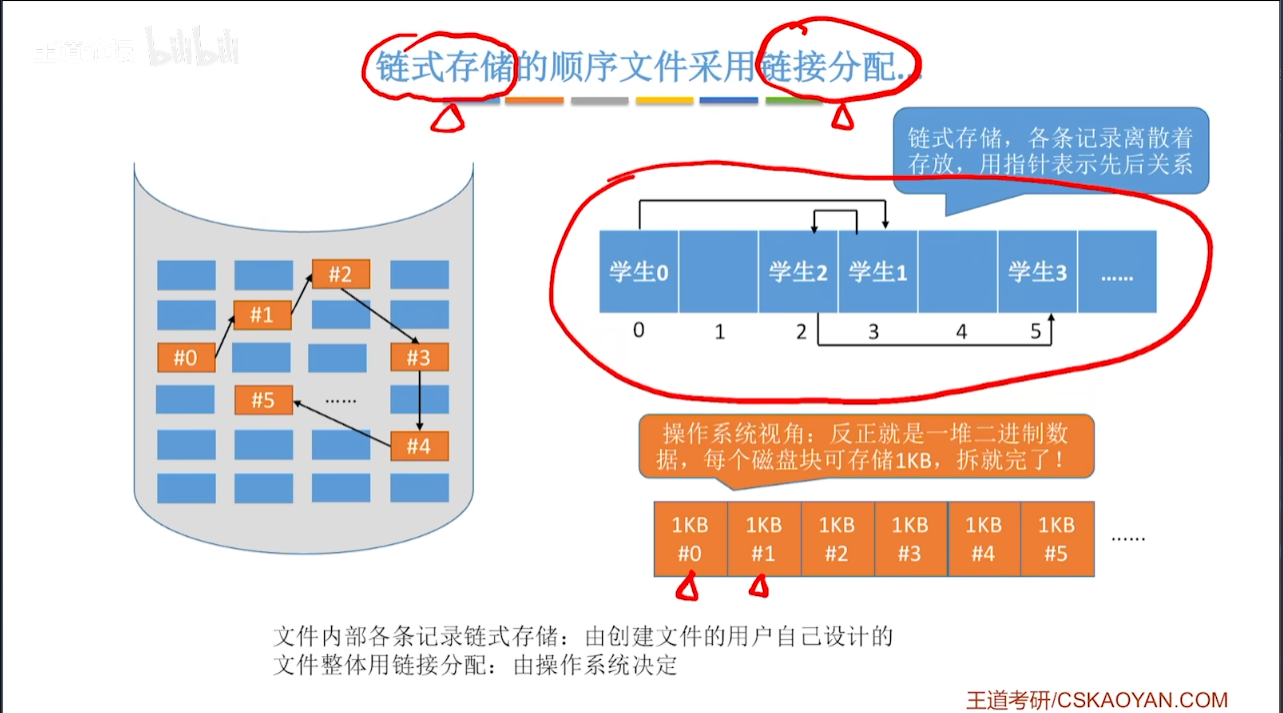 王道论坛 bilibili
链式存储的顺序文件采用链接分配...
链式存储，各条记录离散着
存放，用指针表示先后关系
学生0 学生2 学生1 学生3 ……
0 1 2 3 4 5
#2
#1
#0 #3
#5 ……
#4
操作系统视角：反正就是一堆二进制数
据，每个磁盘块可存储1KB，拆就完了！
1KB 1KB 1KB 1KB 1KB 1KB
#0 #1 #2 #3 #4 #5 ……
文件内部各条记录链式存储：由创建文件的用户自己设计的
文件整体用链接分配：由操作系统决定
王道考研/CSKAOYAN.COM